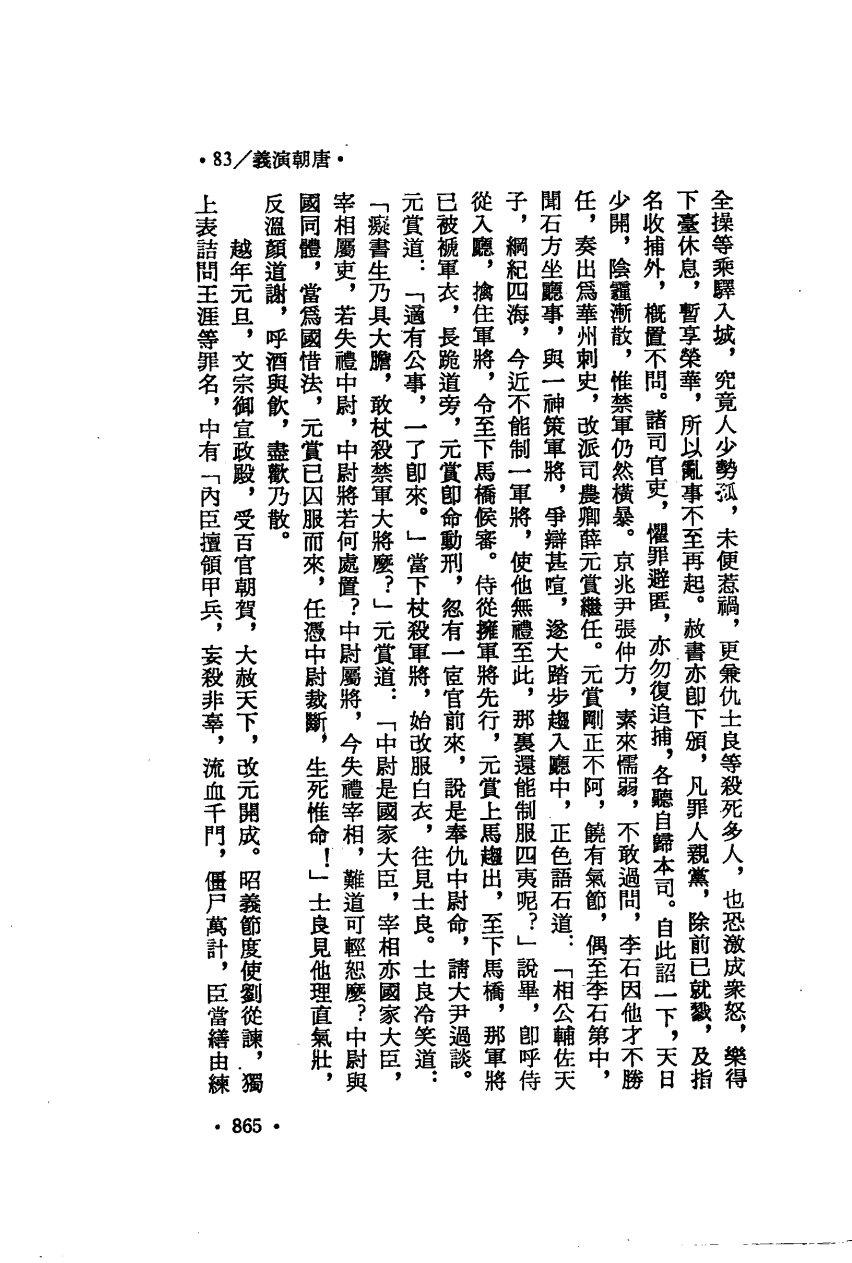 ·唐朝演義／83·
全操等乘驛入城，究竟人少勢孤，未便惹禍，更兼仇士良等殺死多人，也恐激成衆怒，樂得
下臺休息，暫享榮華，所以亂事不至再起。赦書亦卽下頒，凡罪人親黨，除前已就戮，及指
名收捕外，槪置不問。諸司官吏，懼罪避匿，亦勿復追捕，各聽自歸本司。自此詔一下，天日
少開，陰霾漸散，惟禁軍仍然橫暴。京兆尹張仲方，素來懦弱，不敢過問，李石因他才不勝
任，奏出爲華州刺史，改派司農卿薛元賞繼任。元賞剛正不阿，饒有氣節，偶至李石第中，
聞石方坐廳事，與一神策軍將，爭辯甚喧，遂大踏步趨入廳中，正色語石道：「相公輔佐天
子，綱紀四海，今近不能制一軍將，使他無禮至此，那裏還能制服四夷呢？」說畢，卽呼侍
從入廳，擒住軍將，令至下馬橋候審。侍從擁軍將先行，元賞上馬趨出，至下馬橋，那軍將
已被褫軍衣，長跪道旁，元賞卽命動刑，忽有一宦官前來，說是奉仇中尉命，請大尹過談。
元賞道：「適有公事，一了卽來。」當下杖殺軍將，始改服白衣，往見士良。士良冷笑道：
「癡書生乃具大膽，敢杖殺禁軍大將麼？」元賞道：「中尉是國家大臣，宰相亦國家大臣，
宰相屬吏，若失禮中尉，中尉將若何處置？中尉屬將，今失禮宰相，難道可輕恕麼？中尉與
國同體，當爲國惜法，元賞已囚服而來，任憑中尉裁斷，生死惟命！」士良見他理直氣壯，
反溫顏道謝，呼酒與飮，盡歡乃散。
越年元旦，文宗御宣政殿，受百官朝賀，大赦天下，改元開成。昭義節度使劉從諫，獨
上表詰問王涯等罪名，中有「內臣擅領甲兵，妄殺非辜，流血千門，僵尸萬計，臣當繕由練
·865·